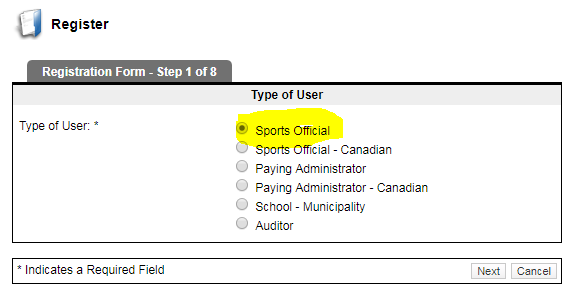 Register
Registration Form - Step 1 of 8
Type of User
Type of User: * Sports Official
Sports Official - Canadian
Paying Administrator
Paying Administrator - Canadian
School - Municipality
Auditor
* Indicates a Required Field Next Cancel